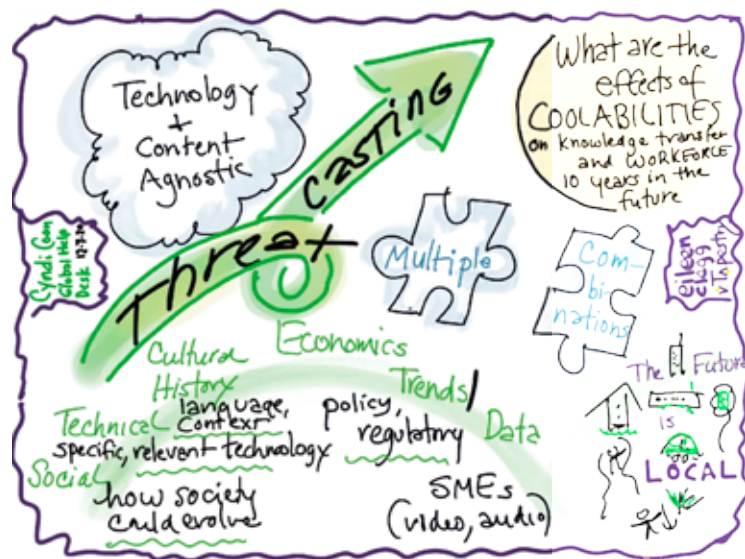 Technology
+
Content
Agnostic
Threat
Casting
What are the
effects of
COOLABILITIES
on knowledge transfer
and WORKFORCE
10 years in the
future
Cyndi Coon
Global Help
Desk
Multiple
Com-
bi-
nations
eileen
clegg
v Tapestry
Cultural
History
Economics
Trends/
Data
Technical
language,
context
specific, relevant technology
policy,
regulatory
Social
how society
could evolve
SMEs
(video, audio)
The Future
is
LOCAL